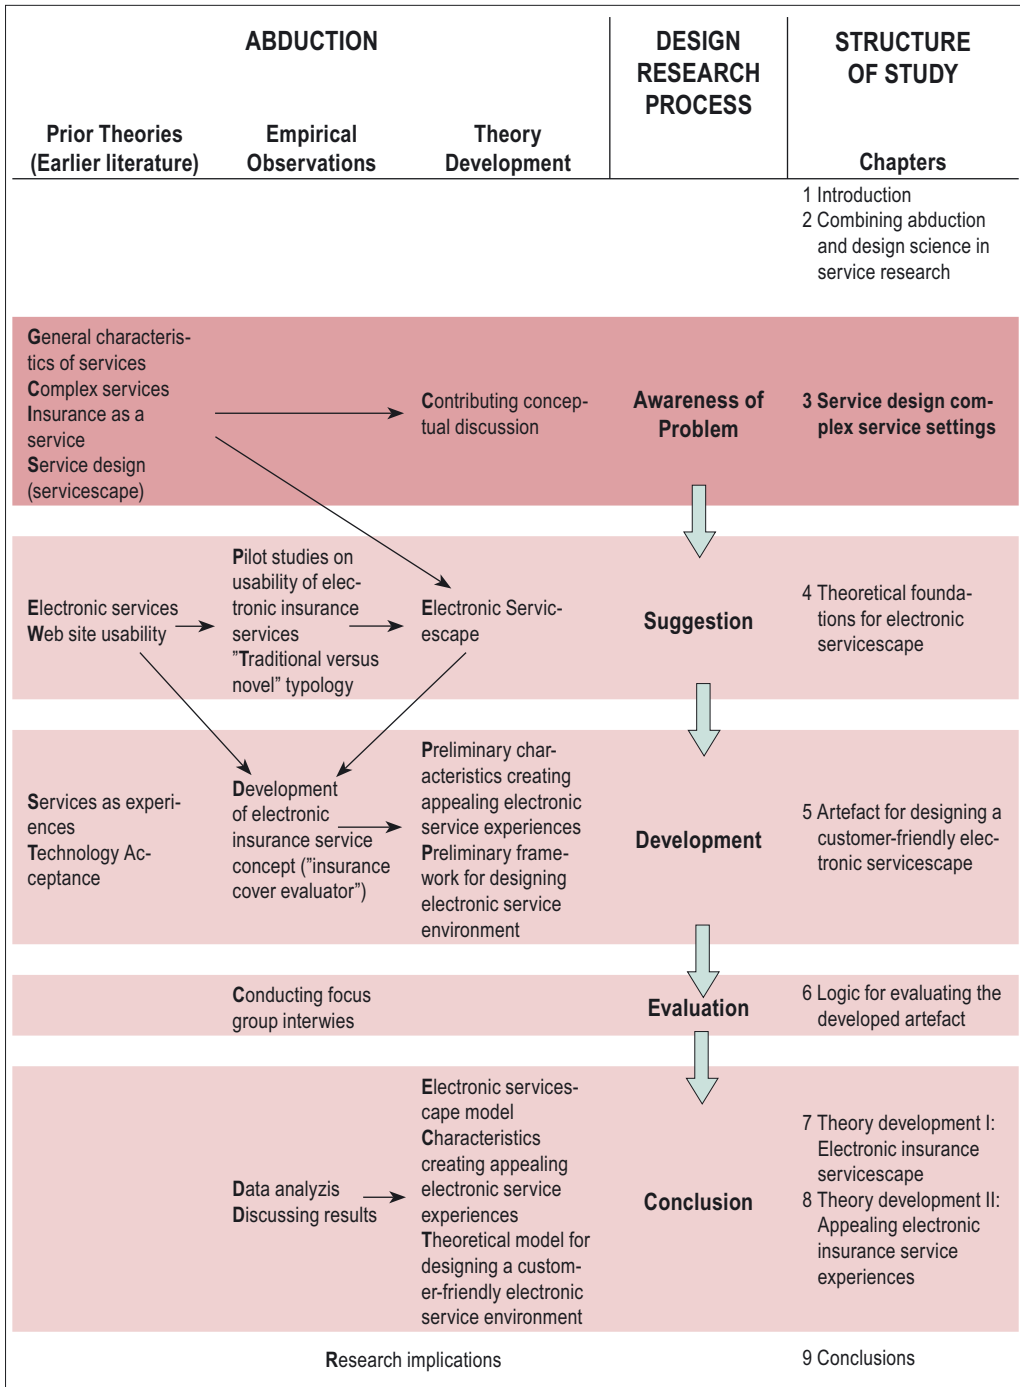 ABDUCTION
DESIGN
RESEARCH
PROCESS
STRUCTURE
OF STUDY
Prior Theories
(Earlier literature)
Empirical
Observations
Theory
Development
Chapters
1 Introduction
2 Combining abduction
and design science in
service research
General characteris-
tics of services
Complex services
Insurance as a
service
Service design
(servicescape)
Contributing concep-
tual discussion
Awareness of
Problem
3 Service design com-
plex service settings
Electronic services
Web site usability
Pilot studies on
usability of elec-
tronic insurance
services
"Traditional versus
novel" typology
Electronic Servic-
escape
Suggestion
4 Theoretical founda-
tions for electronic
servicescape
Services as experi-
ences
Technology Ac-
ceptance
Development
of electronic
insurance service
concept ("insurance
cover evaluator")
Preliminary char-
acteristics creating
appealing electronic
service experiences
Preliminary frame-
work for designing
electronic service
environment
Development
5 Artefact for designing a
customer-friendly elec-
tronic servicescape
Conducting focus
group interwies
Evaluation
6 Logic for evaluating the
developed artefact
Data analyzis
Discussing results
Electronic services-
cape model
Characteristics
creating appealing
electronic service
experiences
Theoretical model for
designing a custom-
er-friendly electronic
service environment
Conclusion
7 Theory development I:
Electronic insurance
servicescape
8 Theory development II:
Appealing electronic
insurance service
experiences
Research implications
9 Conclusions